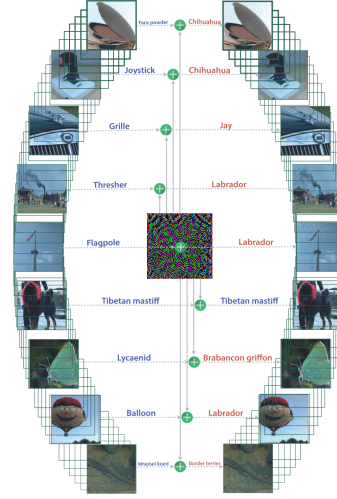 Face powder Chihuahua
Joystick Chihuahua
Grille Jay
Thresher Labrador
Flagpole Labrador
Tibetan mastiff Tibetan mastiff
Lycaenid Brabancon griffon
Balloon Labrador
Whiptail lizard Border terrier